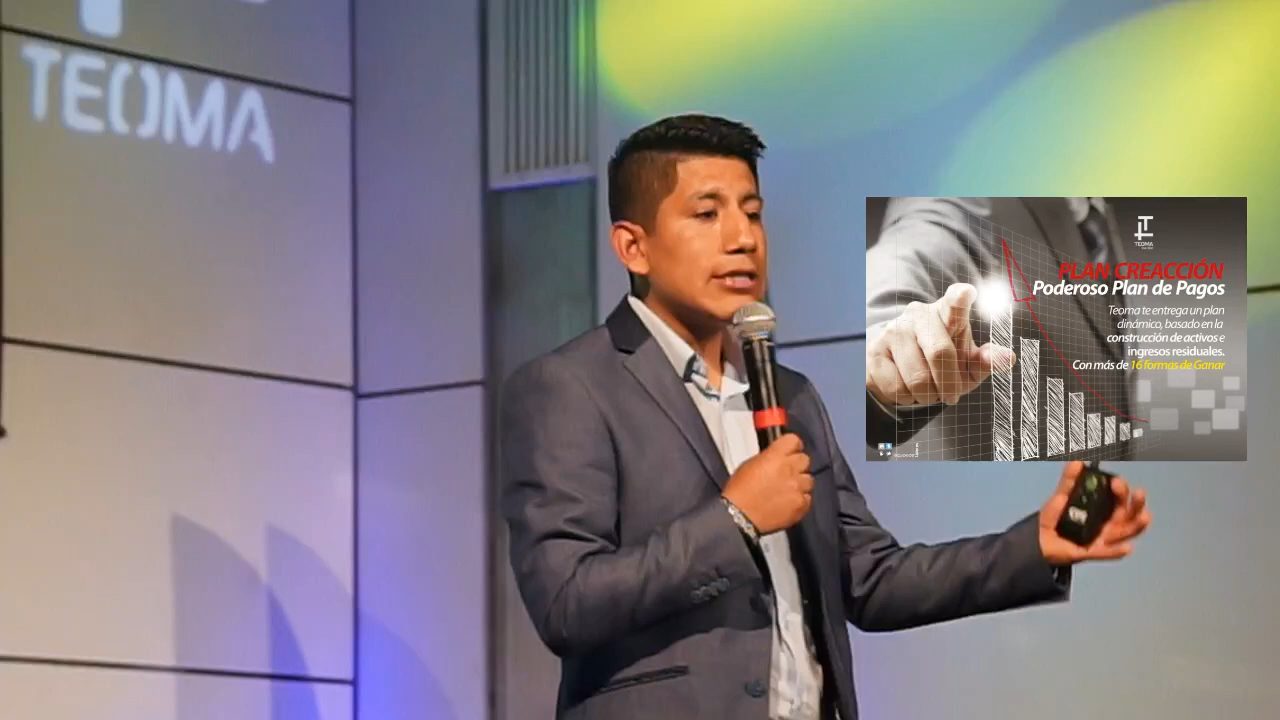 TEOMA
TEOMA
PLAN CREACCIÓN
Poderoso Plan de Pagos
Teoma te entrega un plan
dinámico, basado en la
construcción de activos e
ingresos residuales.
Con más de 16 formas de Ganar